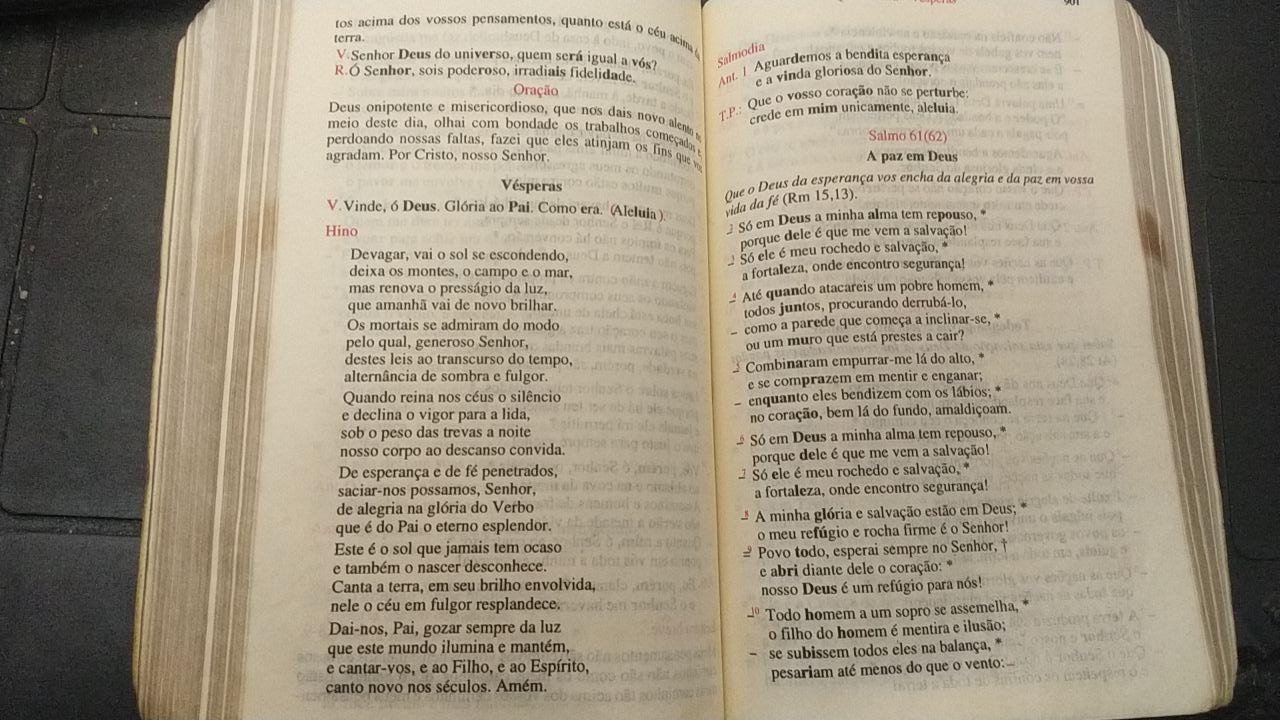 tos acima dos vossos pensamentos, quanto está o céu acima da
terra.
V. Senhor Deus do universo, quem será igual a vós?
R. Ó Senhor, sois poderoso, irradiais fidelidade.
Oração
Deus onipotente e misericordioso, que nos dais novo alento no
meio deste dia, olhai com bondade os trabalhos começados e,
perdoando nossas faltas, fazei que eles atinjam os fins que vos
agradam. Por Cristo, nosso Senhor.
Vésperas
V. Vinde, ó Deus. Glória ao Pai. Como era. (Aleluia).
Hino
Devagar, vai o sol se escondendo,
deixa os montes, o campo e o mar,
mas renova o presságio da luz,
que amanhã vai de novo brilhar.
Os mortais se admiram do modo
pelo qual, generoso Senhor,
destes leis ao transcurso do tempo,
alternância de sombra e fulgor.
Quando reina nos céus o silêncio
e declina o vigor para a lida,
sob o peso das trevas a noite
nosso corpo ao descanso convida.
De esperança e de fé penetrados,
saciar-nos possamos, Senhor,
de alegria na glória do Verbo
que é do Pai o eterno esplendor.
Este é o sol que jamais tem ocaso
e também o nascer desconhece.
Canta a terra, em seu brilho envolvida,
nele o céu em fulgor resplandece.
Dai-nos, Pai, gozar sempre da luz
que este mundo ilumina e mantém,
e cantar-vos, e ao Filho, e ao Espírito,
canto novo nos séculos. Amém.
Vésperas 901
Salmodia
Ant. 1 Aguardemos a bendita esperança
e a vinda gloriosa do Senhor.
T.P.: Que o vosso coração não se perturbe;
crede em mim unicamente, aleluia.
Salmo 61(62)
A paz em Deus
Que o Deus da esperança vos encha da alegria e da paz em vossa
vida da fé (Rm 15,13).
–2 Só em Deus a minha alma tem repouso, *
porque dele é que me vem a salvação!
–3 Só ele é meu rochedo e salvação, *
a fortaleza, onde encontro segurança!
–4 Até quando atacareis um pobre homem, *
todos juntos, procurando derrubá-lo,
– como a parede que começa a inclinar-se, *
ou um muro que está prestes a cair?
–5 Combinaram empurrar-me lá do alto, *
e se comprazem em mentir e enganar;
– enquanto eles bendizem com os lábios; *
no coração, bem lá do fundo, amaldiçoam.
–6 Só em Deus a minha alma tem repouso, *
porque dele é que me vem a salvação!
–7 Só ele é meu rochedo e salvação, *
a fortaleza, onde encontro segurança!
–8 A minha glória e salvação estão em Deus; *
o meu refúgio e rocha firme é o Senhor!
=9 Povo todo, esperai sempre no Senhor, †
e abri diante dele o coração: *
nosso Deus é um refúgio para nós!
–10 Todo homem a um sopro se assemelha, *
o filho do homem é mentira e ilusão;
– se subissem todos eles na balança, *
pesariam até menos do que o vento: